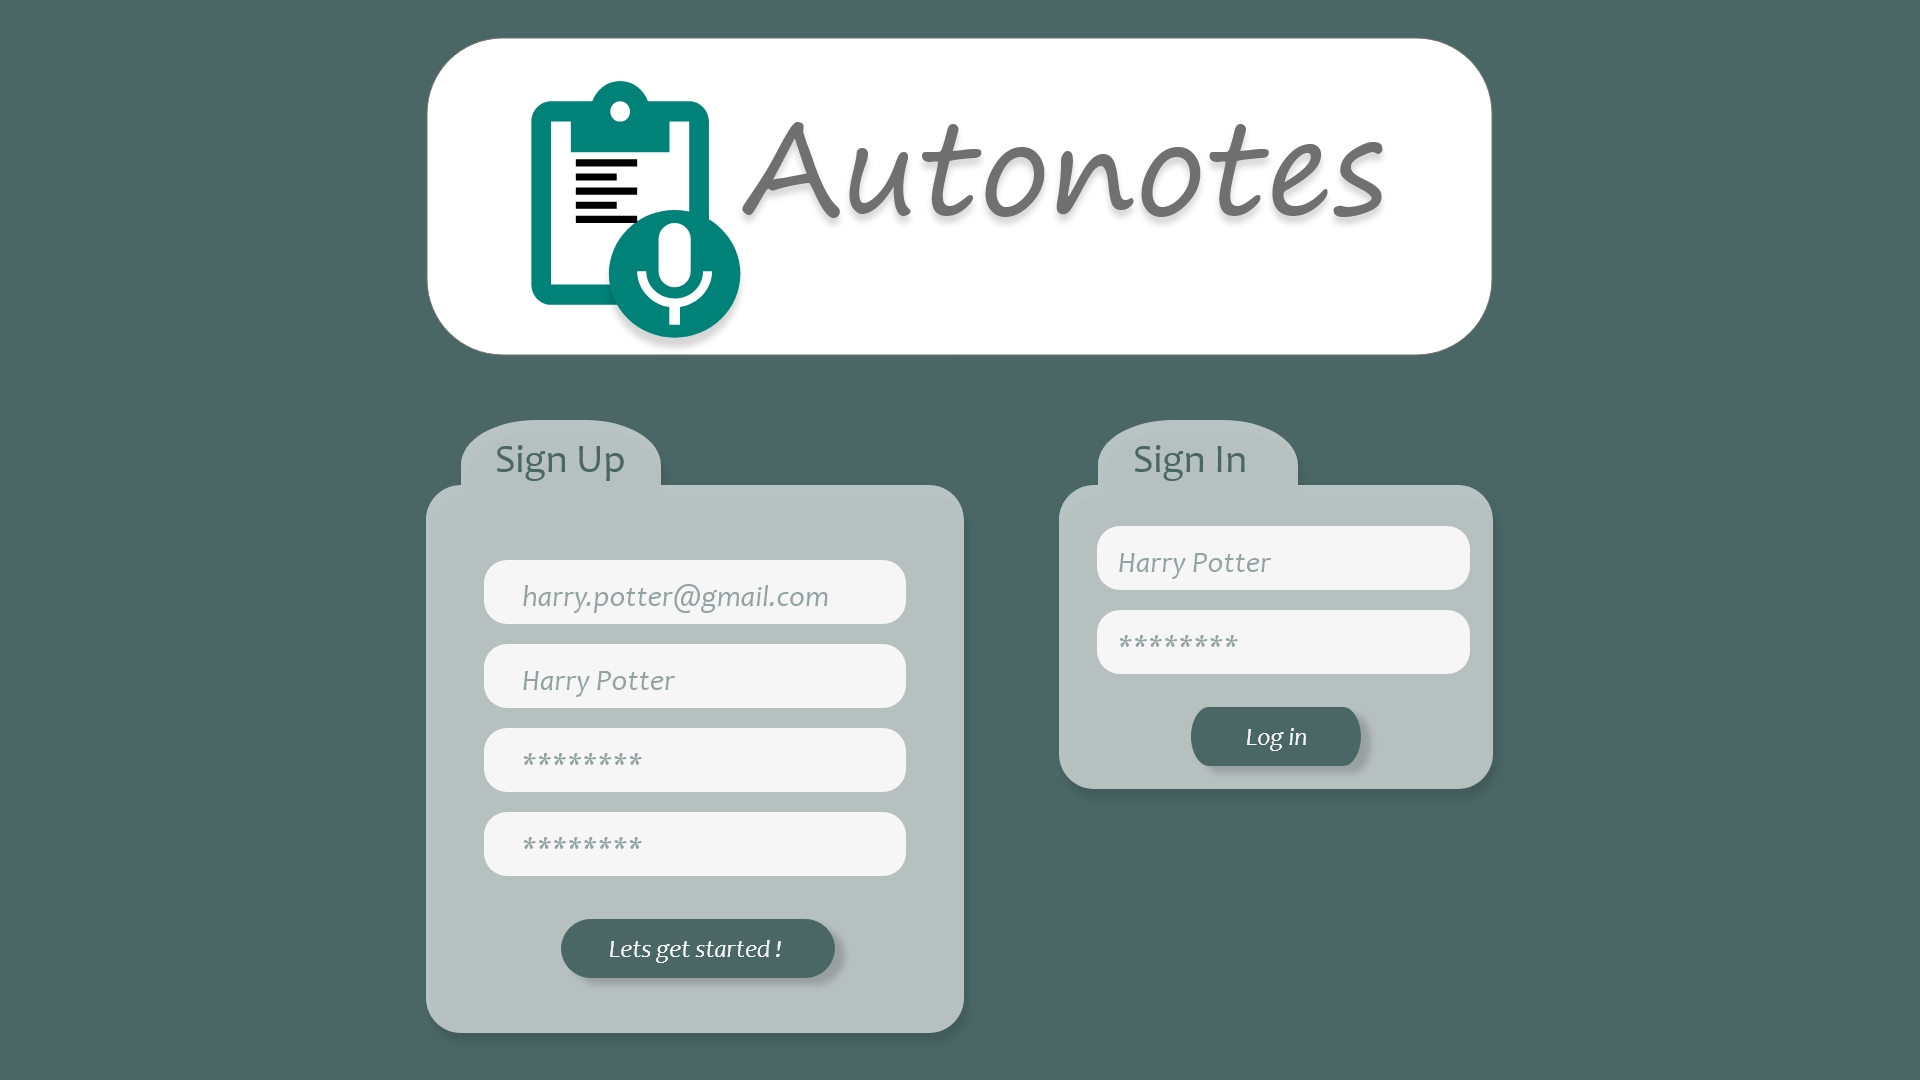 Autonotes
Sign Up
harry.potter@gmail.com
Harry Potter
********
********
Lets get started !
Sign In
Harry Potter
********
Log in